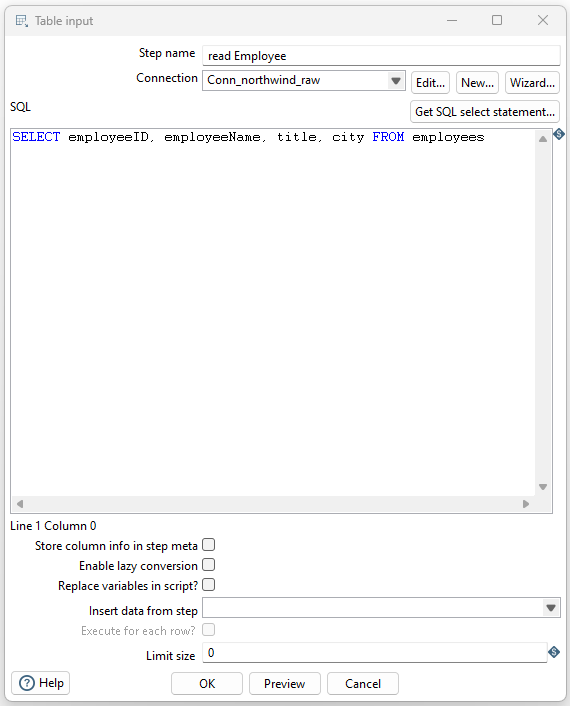 Table input
Step name read Employee
Connection Conn_northwind_raw Edit... New... Wizard...
SQL Get SQL select statement...
SELECT employeeID, employeeName, title, city FROM employees
Line 1 Column 0
Store column info in step meta
Enable lazy conversion
Replace variables in script?
Insert data from step
Execute for each row?
Limit size 0
Help OK Preview Cancel